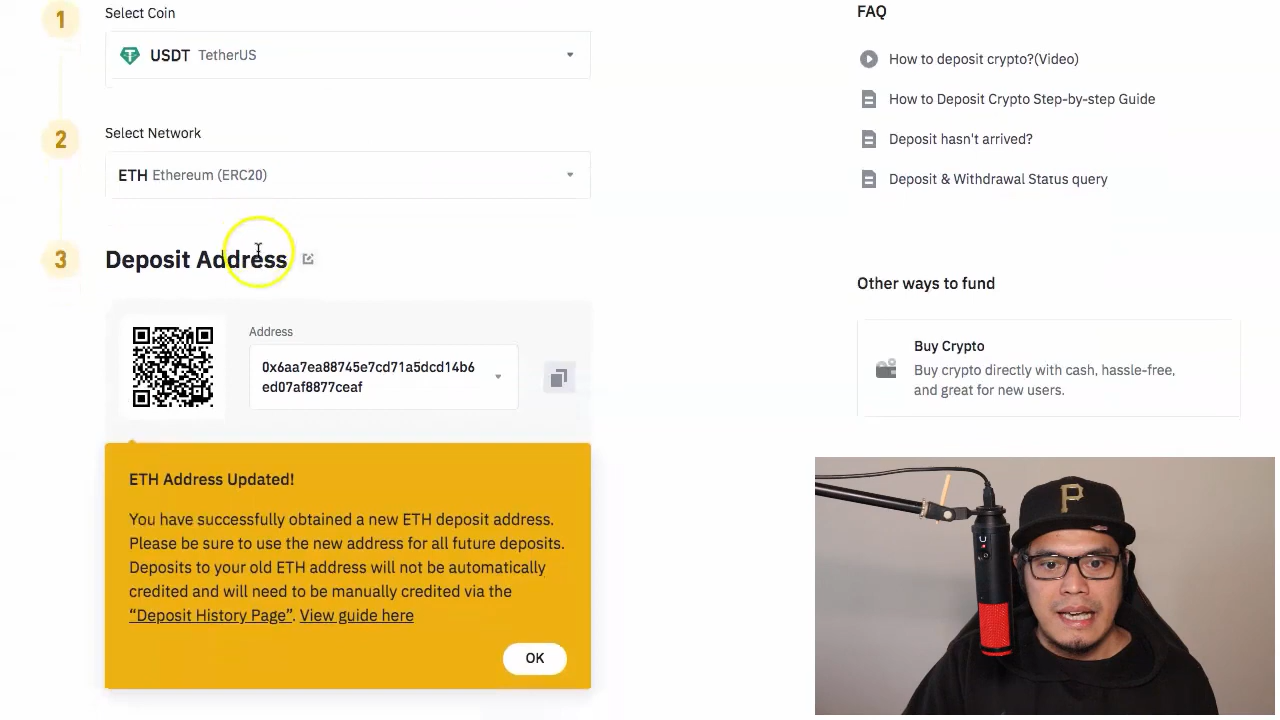 1
Select Coin
USDT TetherUS
2
Select Network
ETH Ethereum (ERC20)
3
Deposit Address
Address
0x6aa7ea88745e7cd71a5dcd14b6
ed07af8877ceaf
ETH Address Updated!
You have successfully obtained a new ETH deposit address.
Please be sure to use the new address for all future deposits.
Deposits to your old ETH address will not be automatically
credited and will need to be manually credited via the
“Deposit History Page”. View guide here
OK
FAQ
How to deposit crypto?(Video)
How to Deposit Crypto Step-by-step Guide
Deposit hasn't arrived?
Deposit & Withdrawal Status query
Other ways to fund
Buy Crypto
Buy crypto directly with cash, hassle-free,
and great for new users.
P